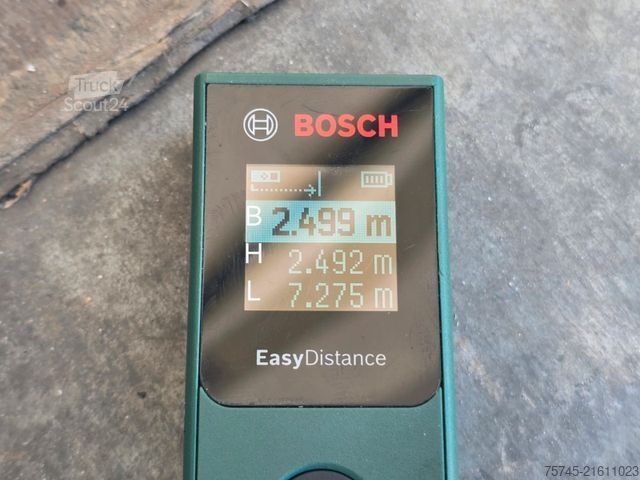 Truck
Scout24
BOSCH
B 2.499 m
H 2.492 m
L 7.275 m
EasyDistance
75745-21611023